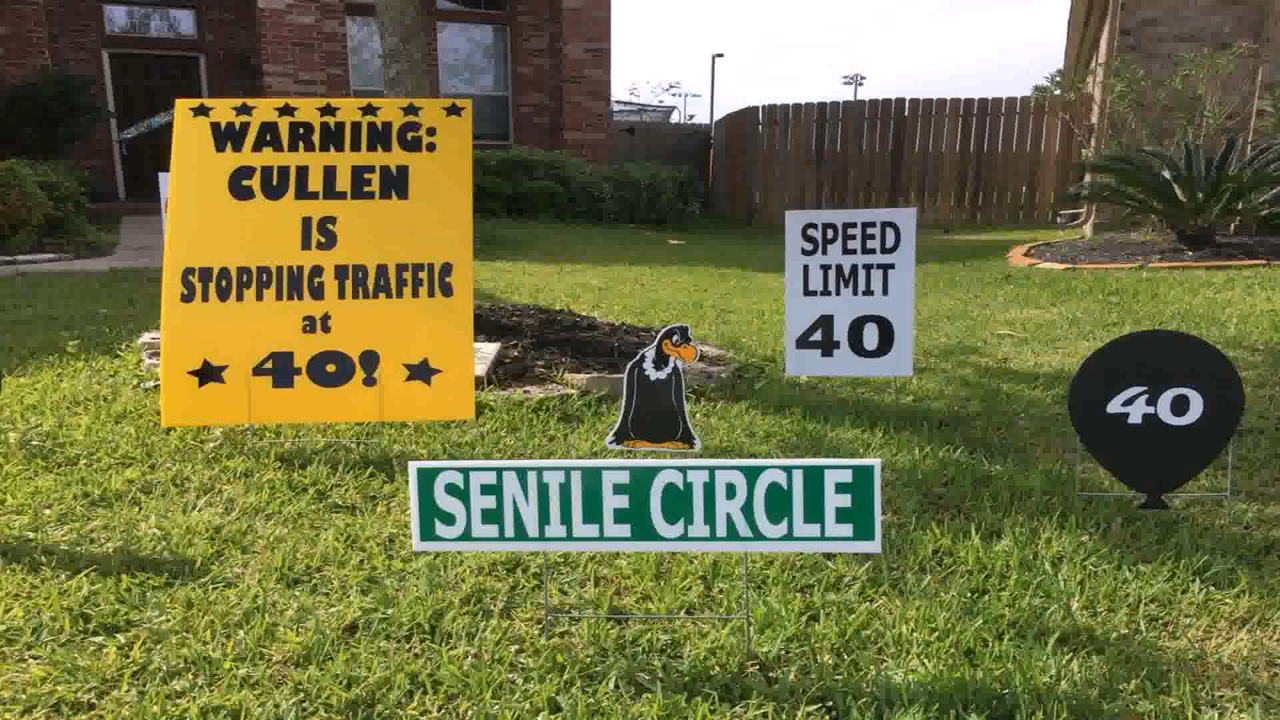 WARNING:
CULLEN
IS
STOPPING TRAFFIC
at
40!
SPEED
LIMIT
40
40
SENILE CIRCLE